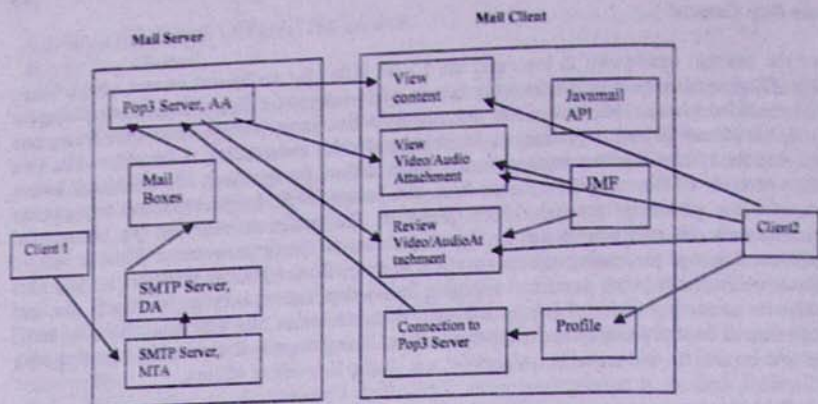 Mail Server
Mail Client
Pop3 Server, AA
Mail
Boxes
Client 1
SMTP Server,
DA
SMTP Server,
MTA
View
content
Javamail
API
View
Video/Audio
Attachment
JMF
Review
Video/AudioAt
tachment
Client2
Connection to
Pop3 Server
Profile